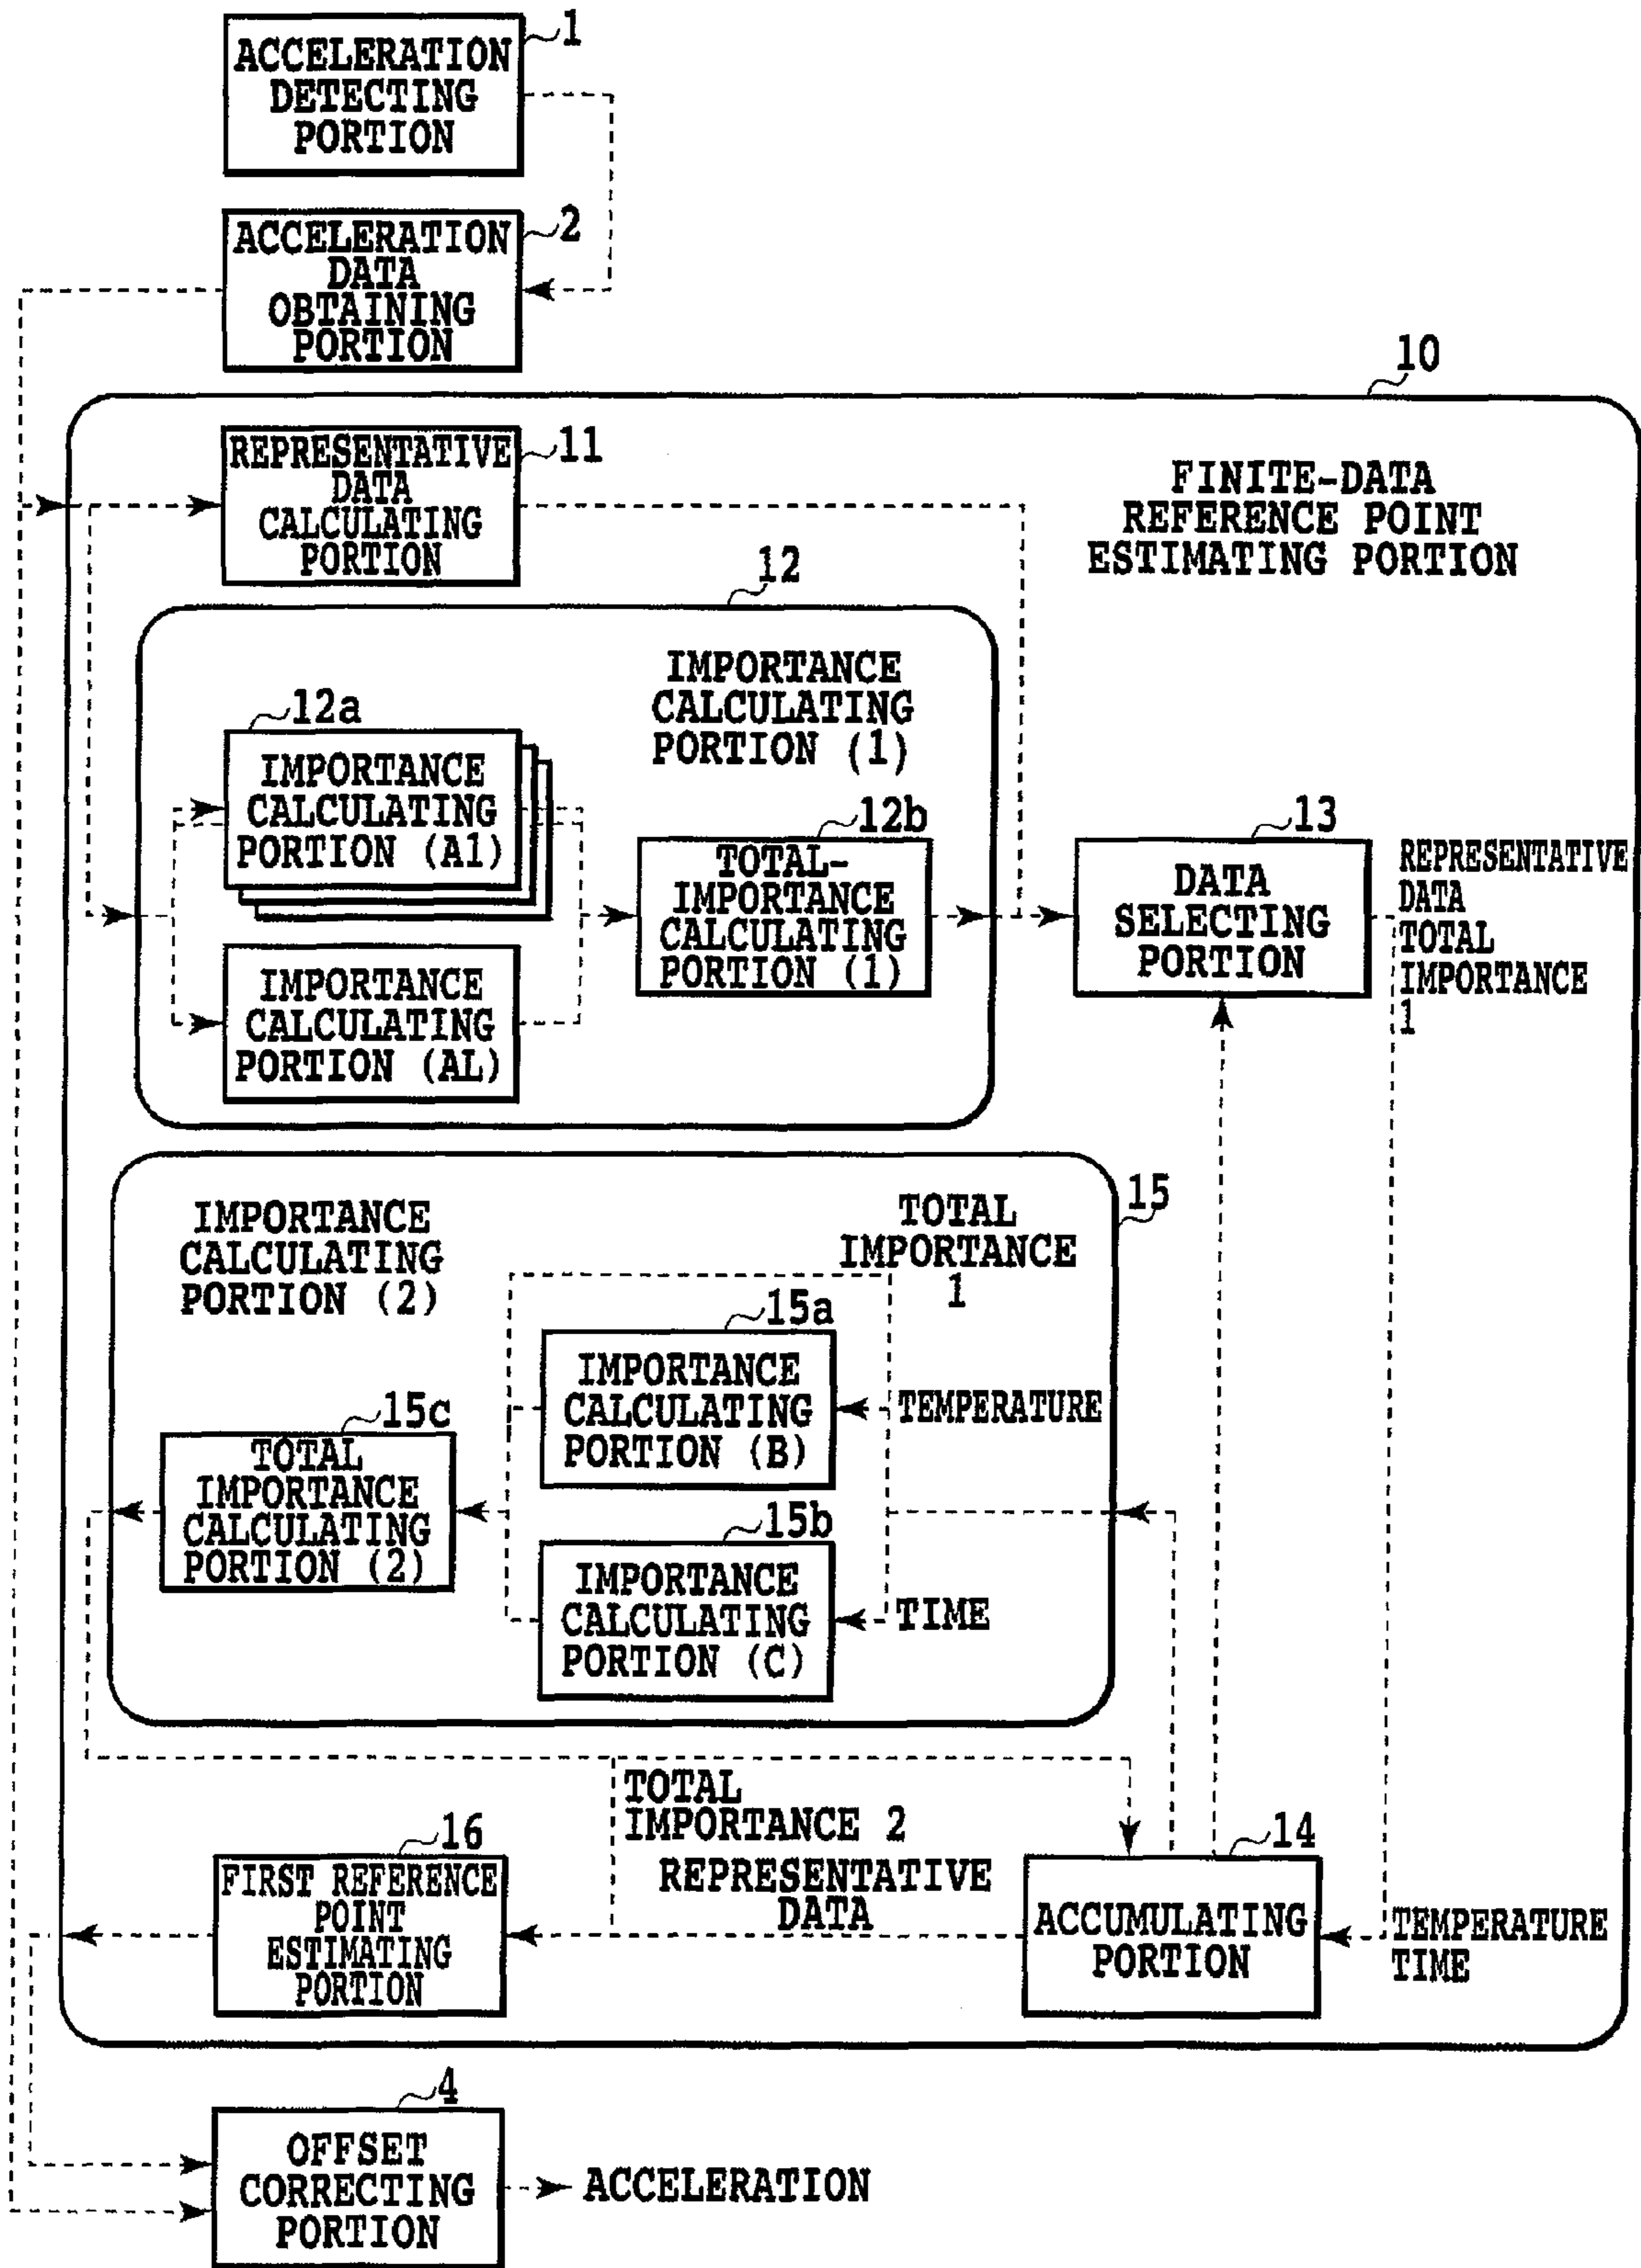 1
ACCELERATION
DETECTING
PORTION
2
ACCELERATION
DATA
OBTAINING
PORTION
10
11
REPRESENTATIVE
DATA
CALCULATING
PORTION
FINITE-DATA
REFERENCE POINT
ESTIMATING PORTION
12
IMPORTANCE
CALCULATING
PORTION (1)
12a
IMPORTANCE
CALCULATING
PORTION (A1)
12b
TOTAL-
IMPORTANCE
CALCULATING
PORTION (1)
IMPORTANCE
CALCULATING
PORTION (AL)
13
DATA
SELECTING
PORTION
REPRESENTATIVE
DATA
TOTAL
IMPORTANCE
1
15
IMPORTANCE
CALCULATING
PORTION (2)
TOTAL
IMPORTANCE
1
15a
IMPORTANCE
CALCULATING
PORTION (B)
TEMPERATURE
15c
TOTAL
IMPORTANCE
CALCULATING
PORTION (2)
15b
IMPORTANCE
CALCULATING
PORTION (C)
TIME
TOTAL
IMPORTANCE 2
16
FIRST REFERENCE
POINT
ESTIMATING
PORTION
REPRESENTATIVE
DATA
14
ACCUMULATING
PORTION
TEMPERATURE
TIME
4
OFFSET
CORRECTING
PORTION
ACCELERATION